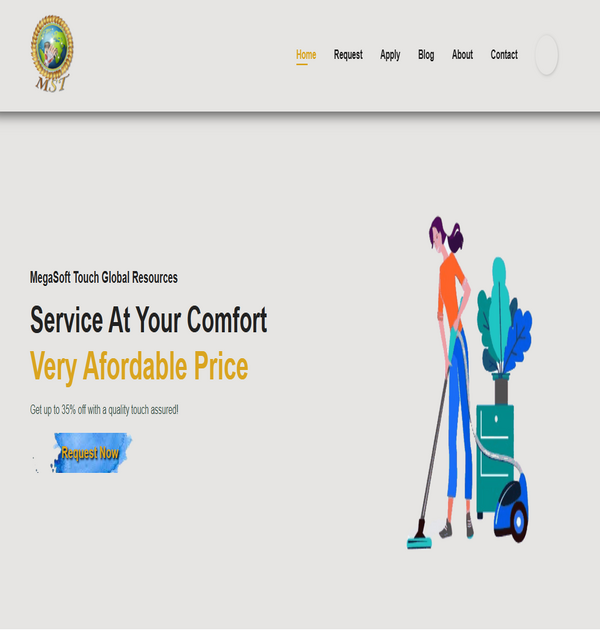 MST
Home Request Apply Blog About Contact
MegaSoft Touch Global Resources
Service At Your Comfort
Very Afordable Price
Get up to 35% off with a quality touch assured!
Request Now